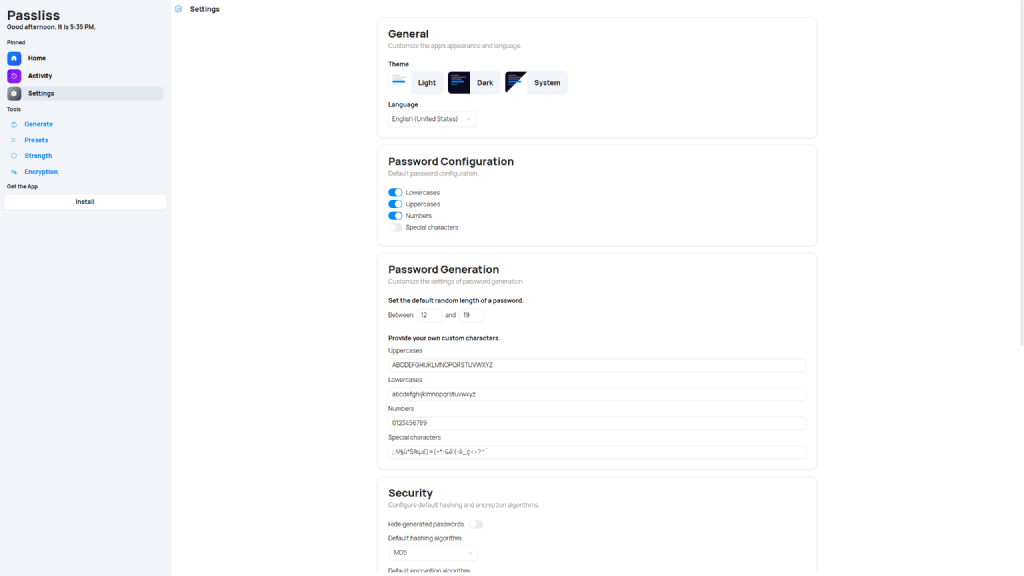 Passliss
Good afternoon. It is 5:35 PM.
Pinned
Home
Activity
Settings
Tools
Generate
Presets
Strength
Encryption
Get the App
Install
Settings
General
Customize the app's appearance and language.
Theme
Light
Dark
System
Language
English (United States)
Password Configuration
Default password configuration.
Lowercases
Uppercases
Numbers
Special characters
Password Generation
Customize the settings of password generation.
Set the default random length of a password.
Between 12 and 19
Provide your own custom characters.
Uppercases
ABCDEFGHIJKLMNOPQRSTUVWXYZ
Lowercases
abcdefghijklmnopqrstuvwxyz
Numbers
0123456789
Special characters
Security
Configure default hashing and encryption algorithms.
Hide generated passwords.
Default hashing algorithm.
MD5
Default encryption algorithm.